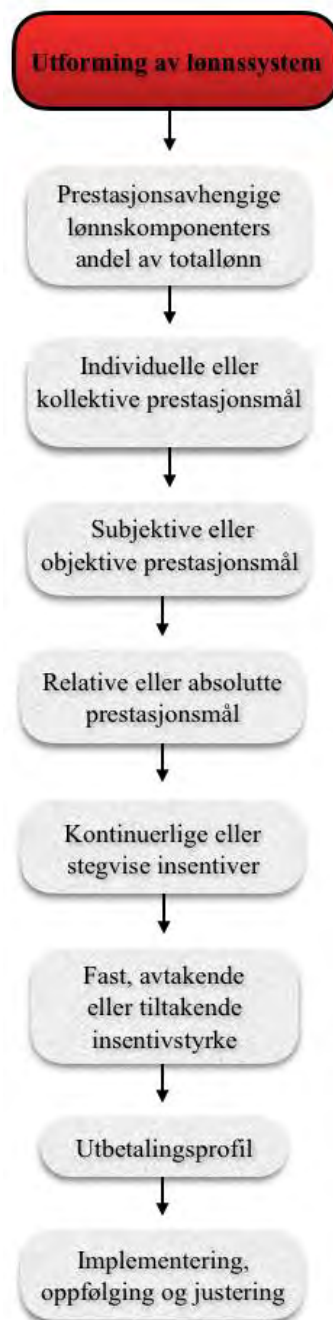 Utforming av lønnssystem
Prestasjonsavhengige
lønnskomponenters
andel av totallønn
Individuelle eller
kollektive prestasjonsmål
Subjektive eller
objektive prestasjonsmål
Relative eller absolutte
prestasjonsmål
Kontinuerlige eller
stegvise insentiver
Fast, avtakende
eller tiltakende
insentivstyrke
Utbetalingsprofil
Implementering,
oppfølging og justering